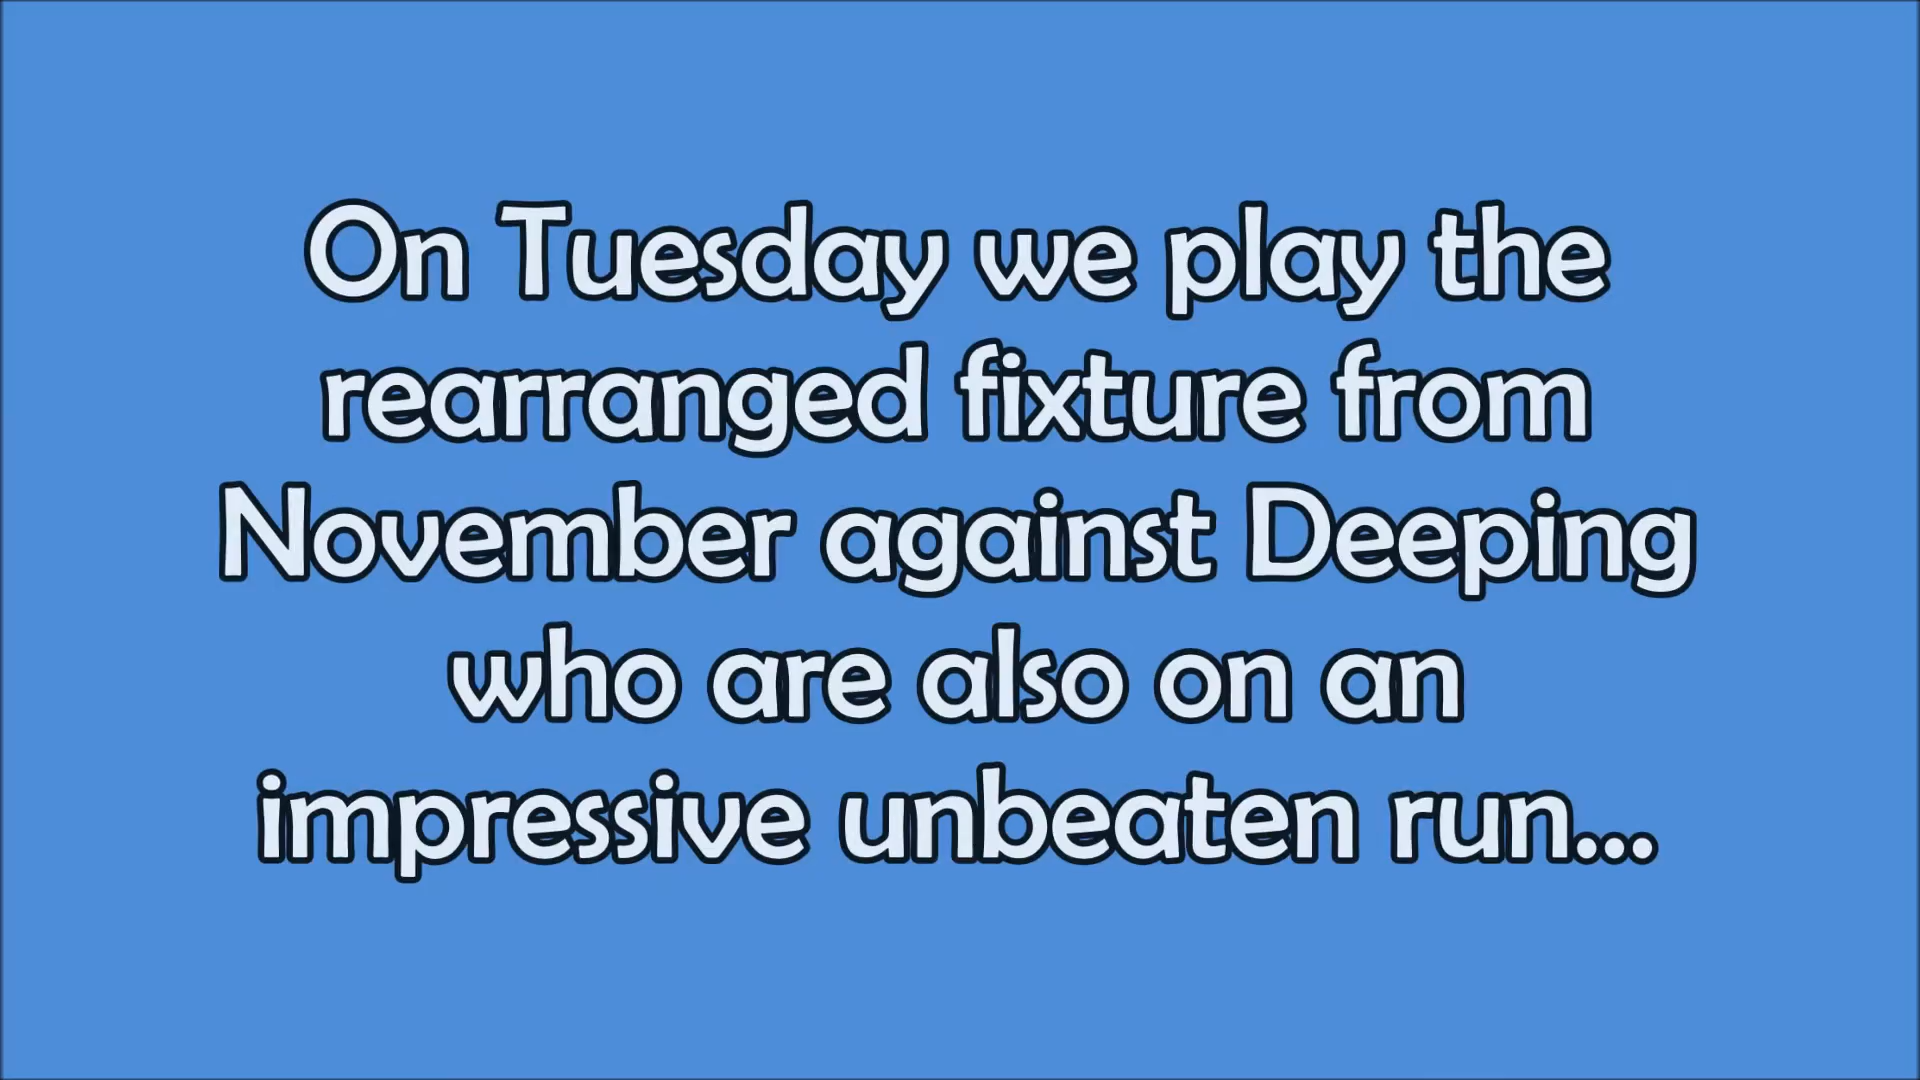 On Tuesday we play the
rearranged fixture from
November against Deeping
who are also on an
impressive unbeaten run...